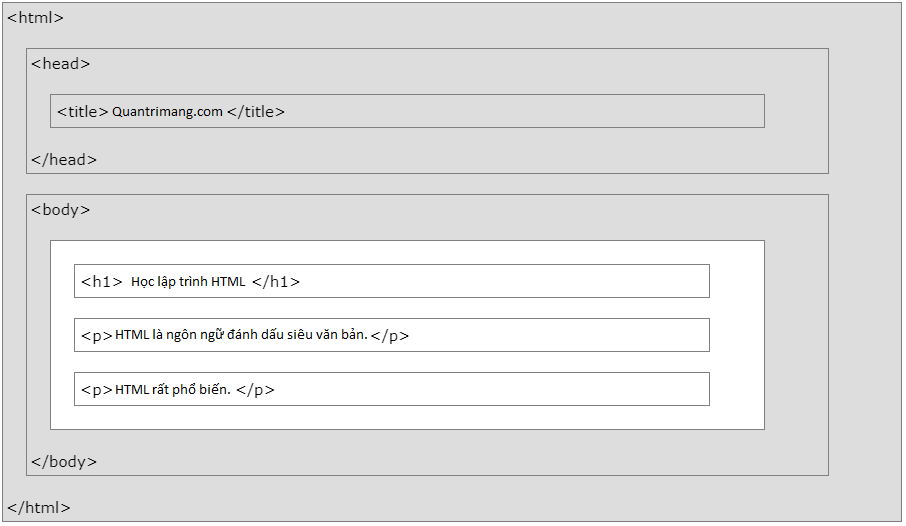 <html>
<head>
<title> Quantrimang.com </title>
</head>
<body>
<h1> Học lập trình HTML </h1>
<p>HTML là ngôn ngữ đánh dấu siêu văn bản.</p>
<p>HTML rất phổ biến. </p>
</body>
</html>